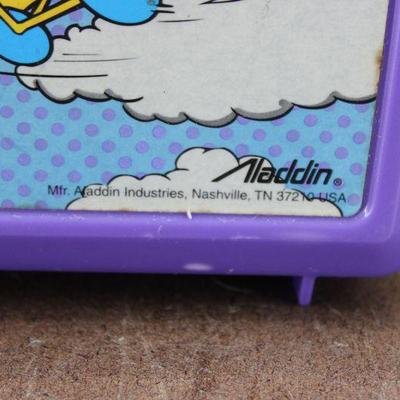 Aladdin®
Mfr. Aladdin Industries, Nashville, TN 37210 USA